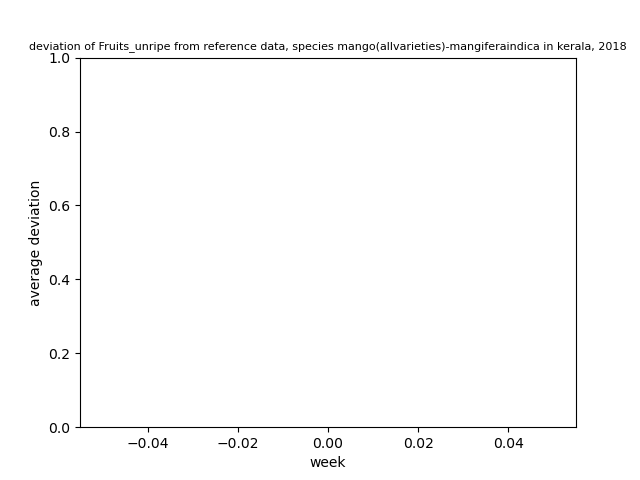 deviation of Fruits_unripe from reference data, species mango(allvarieties)-mangiferaindica in kerala, 2018
1.0
0.8
0.6
0.4
0.2
0.0
average deviation
−0.04 −0.02 0.00 0.02 0.04
week